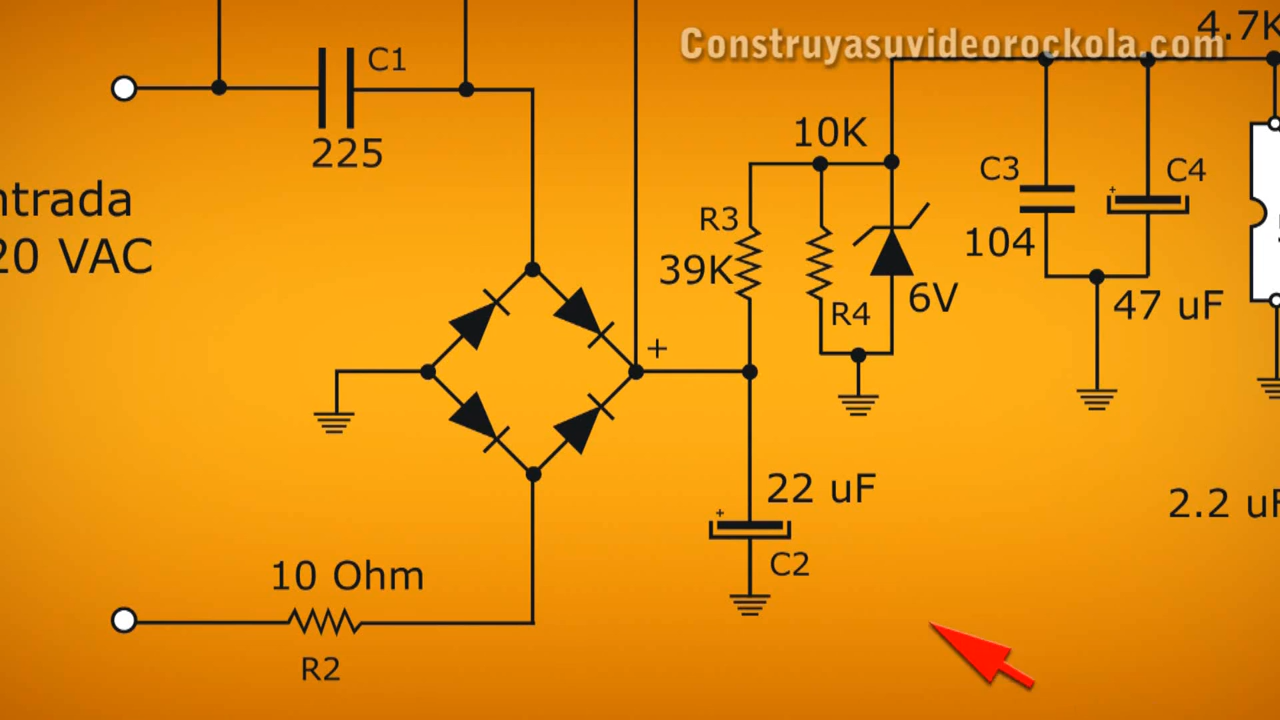 Construyasuvideorockola.com
4.7K
C1
225
10K
ntrada
20 VAC
R3
39K
R4
6V
C3
104
C4
47 uF
+
22 uF
+
C2
+
2.2 uF
10 Ohm
R2